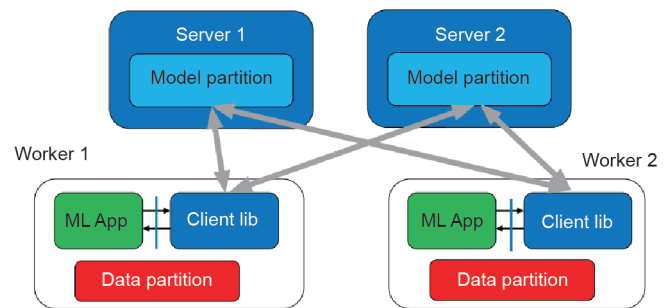 Server 1
Server 2
Model partition
Model partition
Worker 1
Worker 2
ML App
Client lib
ML App
Client lib
Data partition
Data partition